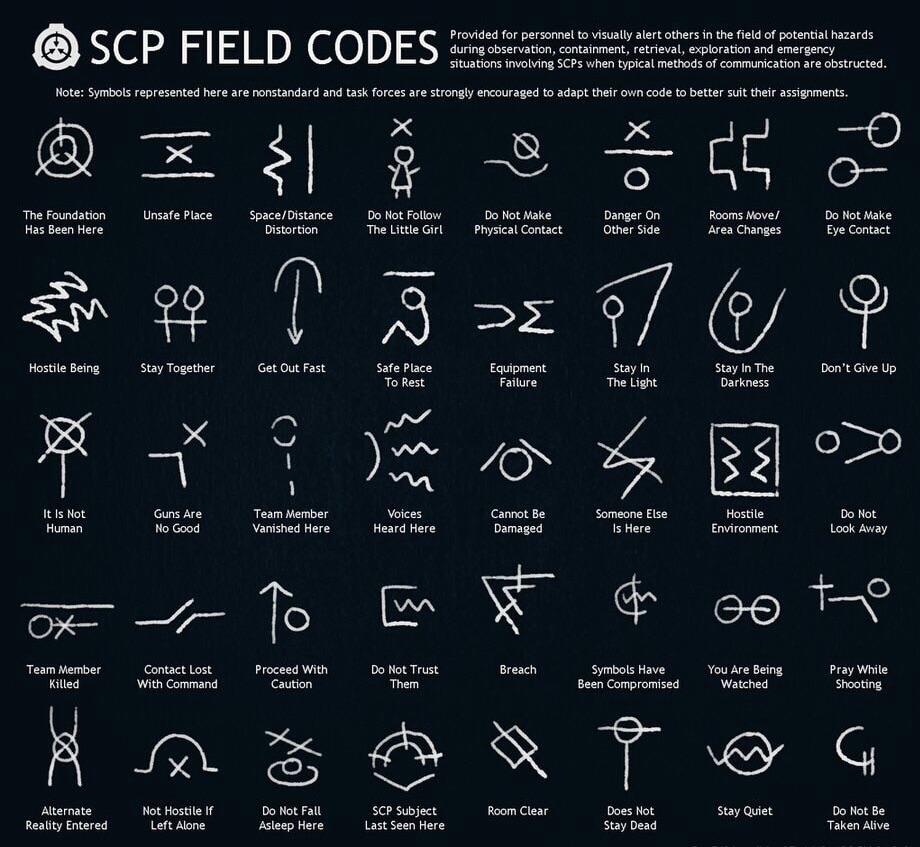 SCP FIELD CODES
Provided for personnel to visually alert others in the field of potential hazards
during observation, containment, retrieval, exploration and emergency
situations involving SCPs when typical methods of communication are obstructed.
Note: Symbols represented here are nonstandard and task forces are strongly encouraged to adapt their own code to better suit their assignments.
The Foundation
Has Been Here
Unsafe Place
Space/Distance
Distortion
Do Not Follow
The Little Girl
Do Not Make
Physical Contact
Danger On
Other Side
Rooms Move/
Area Changes
Do Not Make
Eye Contact
Hostile Being
Stay Together
Get Out Fast
Safe Place
To Rest
Equipment
Failure
Stay In
The Light
Stay In The
Darkness
Don't Give Up
It Is Not
Human
Guns Are
No Good
Team Member
Vanished Here
Voices
Heard Here
Cannot Be
Damaged
Someone Else
Is Here
Hostile
Environment
Do Not
Look Away
Team Member
Killed
Contact Lost
With Command
Proceed With
Caution
Do Not Trust
Them
Breach
Symbols Have
Been Compromised
You Are Being
Watched
Pray While
Shooting
Alternate
Reality Entered
Not Hostile If
Left Alone
Do Not Fall
Asleep Here
SCP Subject
Last Seen Here
Room Clear
Does Not
Stay Dead
Stay Quiet
Do Not Be
Taken Alive